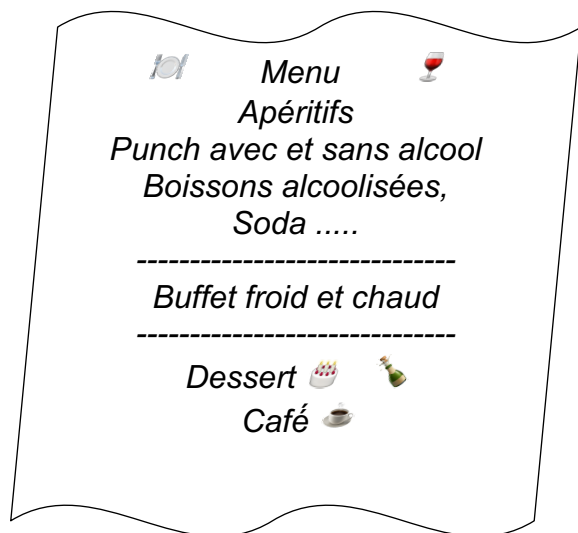 🍽 Menu 🍷
Apéritifs
Punch avec et sans alcool
Boissons alcoolisées,
Soda .....
------------------------------
Buffet froid et chaud
------------------------------
Dessert 🎂 🍾
Café ☕